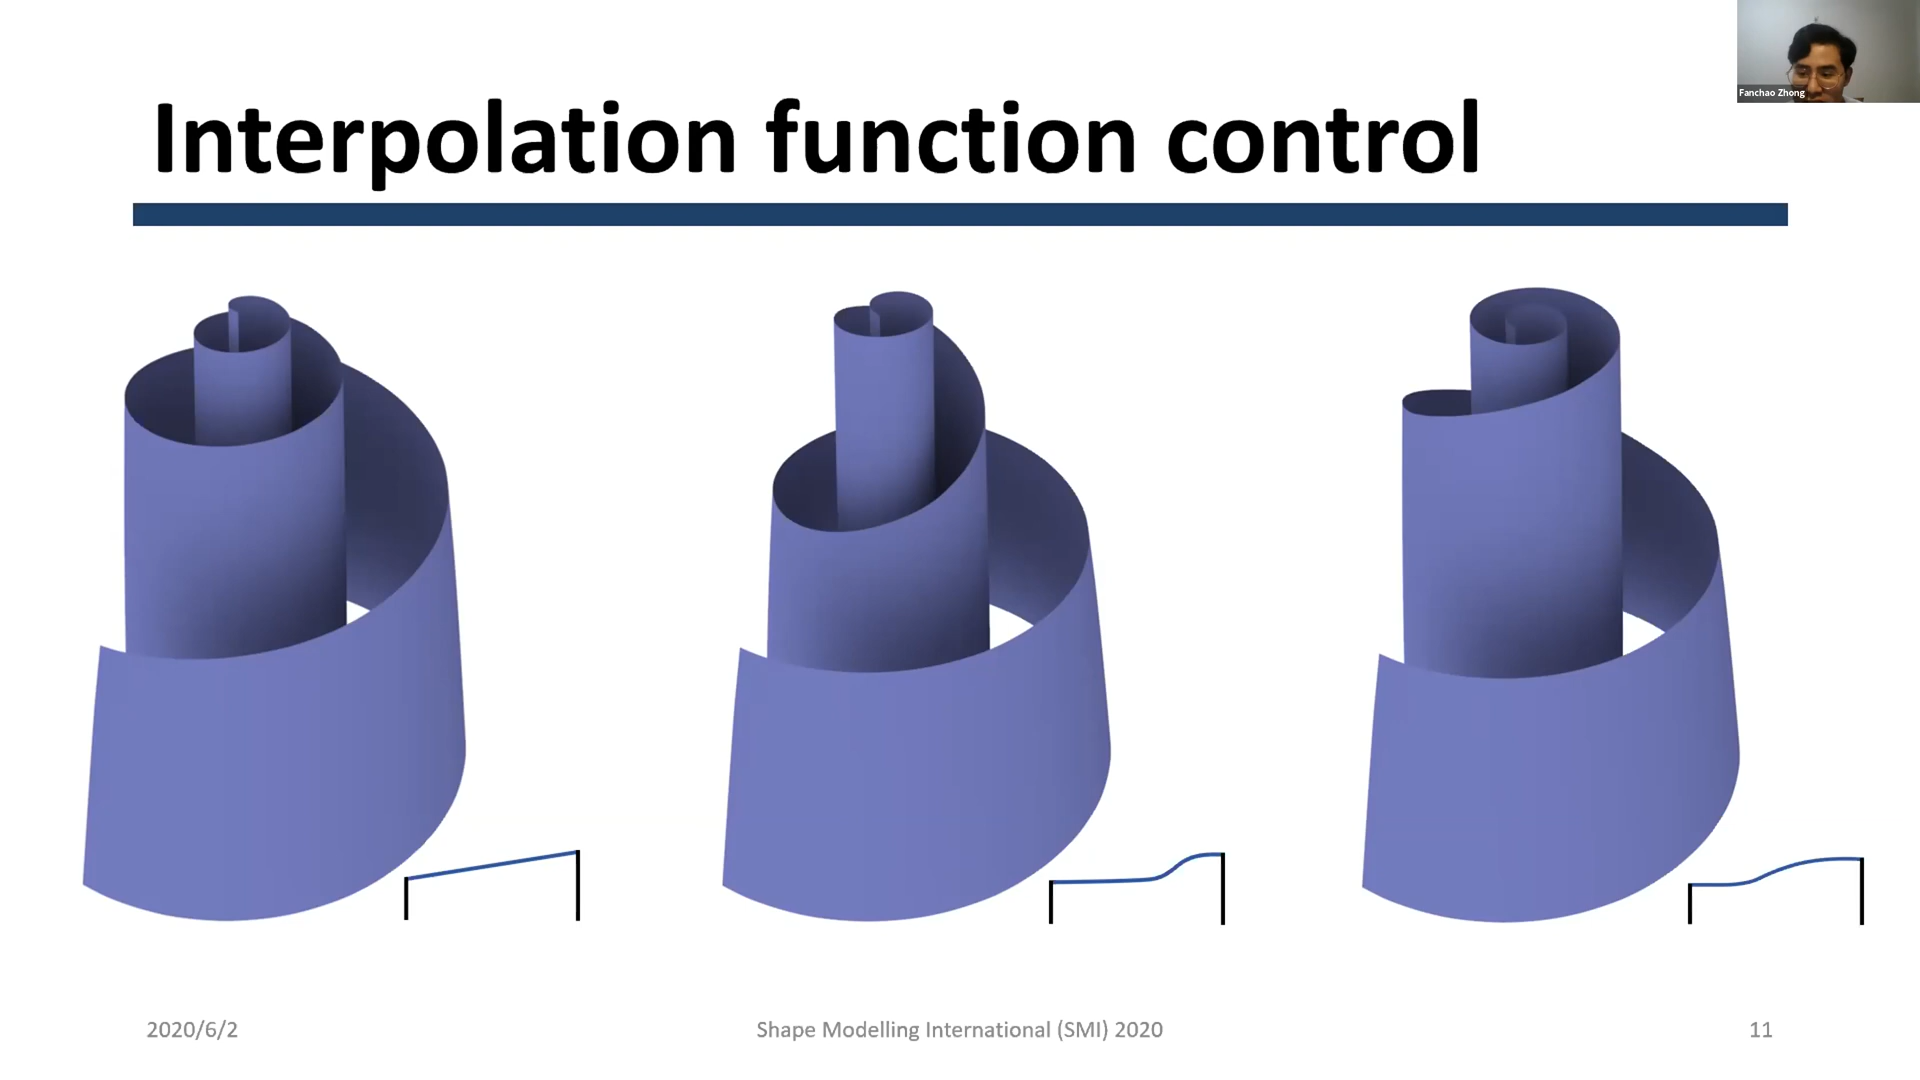 Fanchao Zhong
Interpolation function control
2020/6/2
Shape Modelling International (SMI) 2020
11